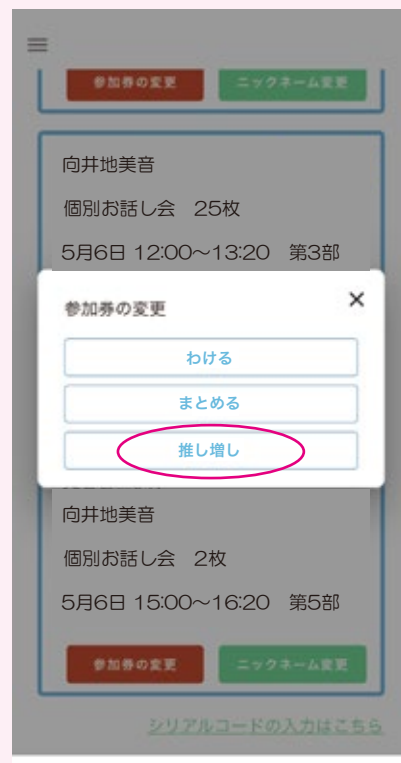 参加券の変更 ニックネーム変更
向井地美音
個別お話し会 25枚
5月6日 12:00〜13:20 第3部
参加券の変更 ×
わける
まとめる
推し増し
向井地美音
個別お話し会 2枚
5月6日 15:00〜16:20 第5部
参加券の変更 ニックネーム変更
シリアルコードの入力はこちら